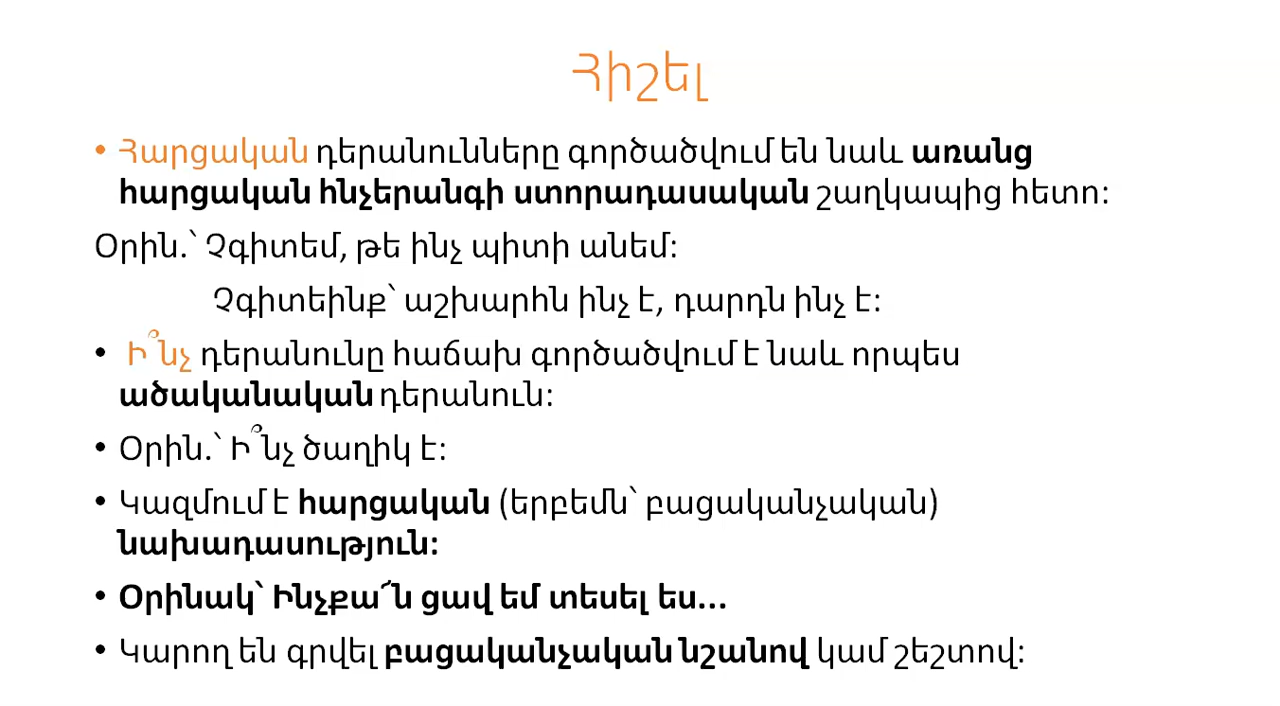 Հիշել
• Հարցական դերանունները գործածվում են նաև առանց
հարցական հնչերանգի ստորադասական շաղկապից հետո:
Օրին.՝ Չգիտեմ, թե ինչ պիտի անեմ:
Չգիտեինք՝ աշխարհն ինչ է, դարդն ինչ է:
• Ի՞նչ դերանունը հաճախ գործածվում է նաև որպես
ածականական դերանուն:
• Օրին.՝ Ի՞նչ ծաղիկ է:
• Կազմում է հարցական (երբեմն՝ բացականչական)
նախադասություն:
• Օրինակ՝ Ինչքա՜ն ցավ եմ տեսել ես...
• Կարող են գրվել բացականչական նշանով կամ շեշտով: